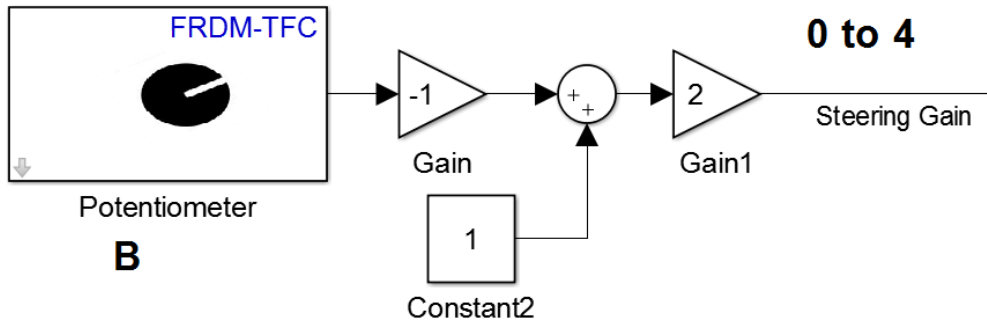 FRDM-TFC
0 to 4
-1
+
+
2
Steering Gain
Gain
Gain1
Potentiometer
B
1
Constant2